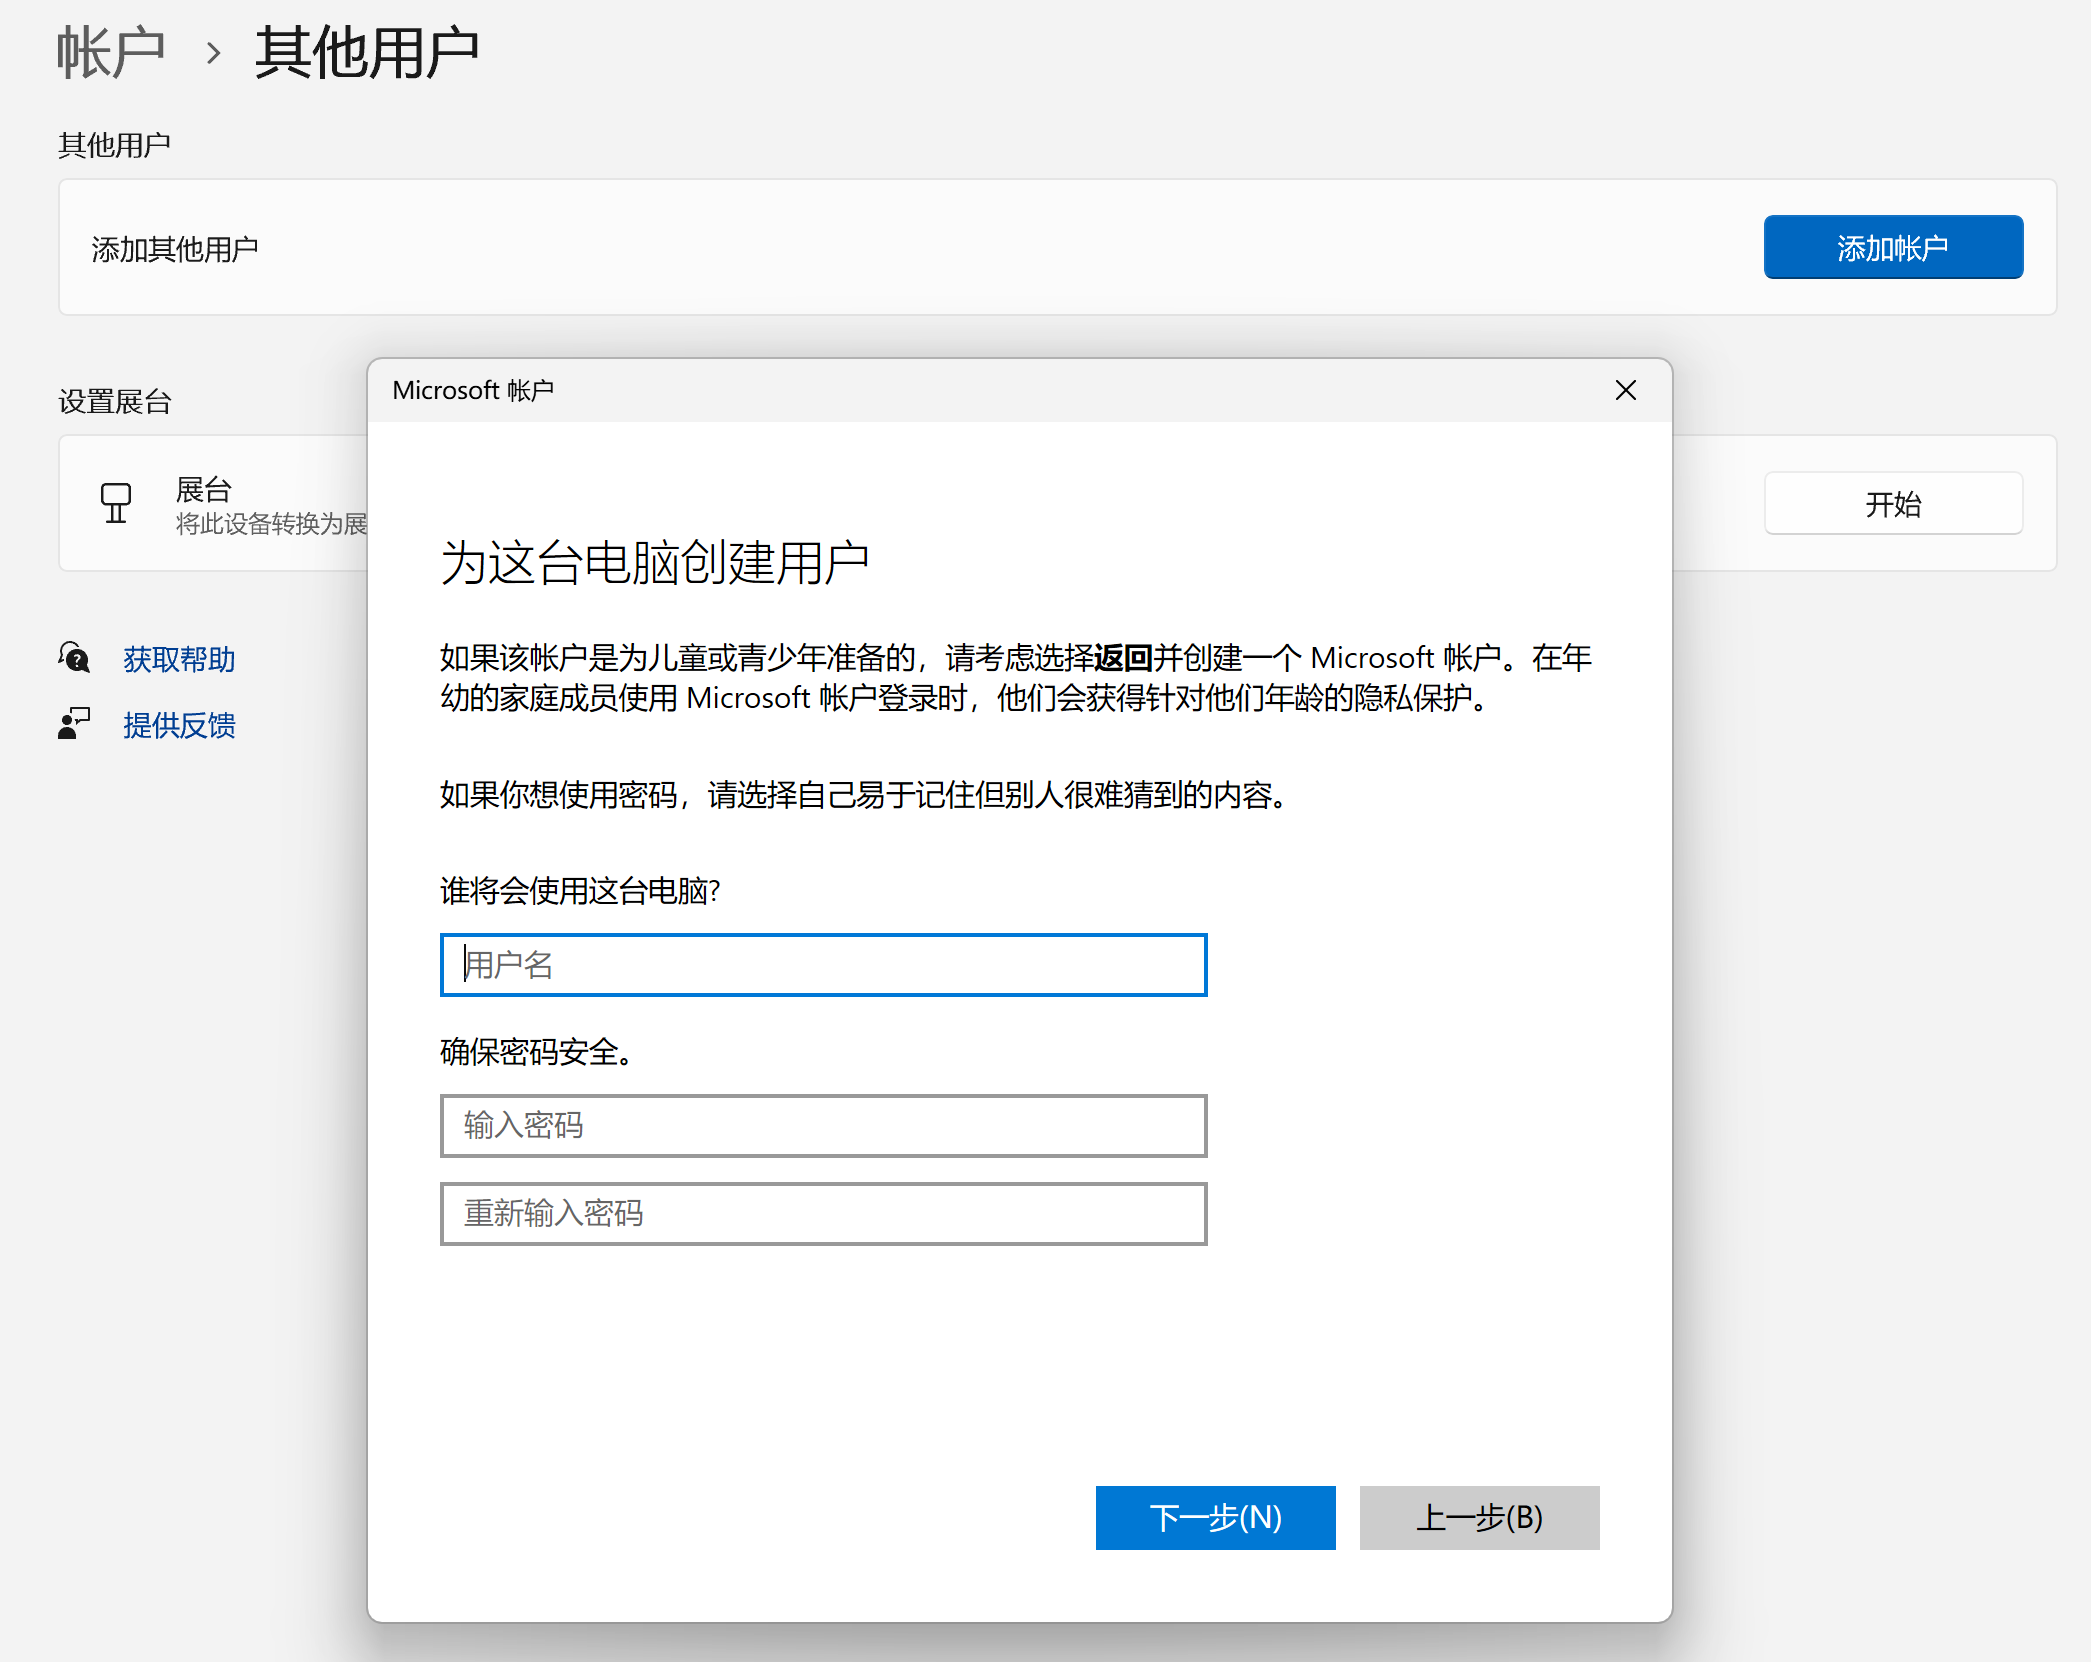 帐户 › 其他用户
其他用户
添加其他用户
添加帐户
设置展台
展台
将此设备转换为展
开始
获取帮助
提供反馈
Microsoft 帐户
为这台电脑创建用户
如果该帐户是为儿童或青少年准备的，请考虑选择返回并创建一个 Microsoft 帐户。在年
幼的家庭成员使用 Microsoft 帐户登录时，他们会获得针对他们年龄的隐私保护。
如果你想使用密码，请选择自己易于记住但别人很难猜到的内容。
谁将会使用这台电脑?
用户名
确保密码安全。
输入密码
重新输入密码
下一步(N)
上一步(B)